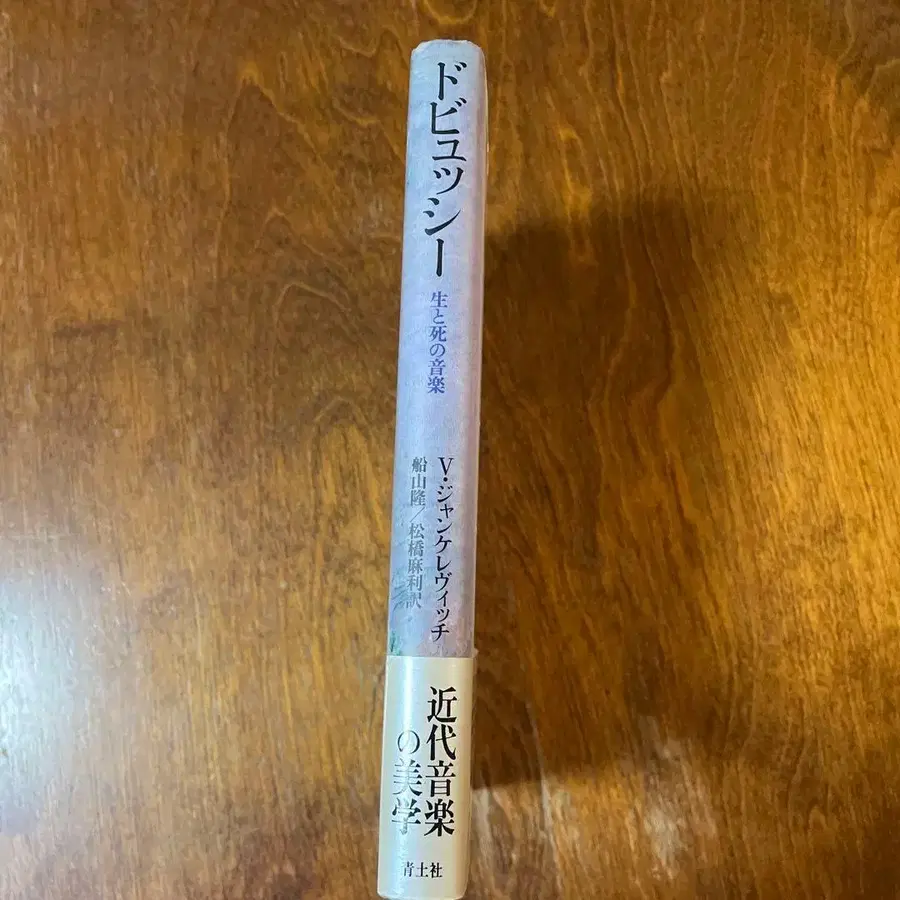 ドビュッシー
生と死の音楽
V・ジャンケレヴィッチ
船山隆／松橋麻利訳
近代音楽
の美学
青土社